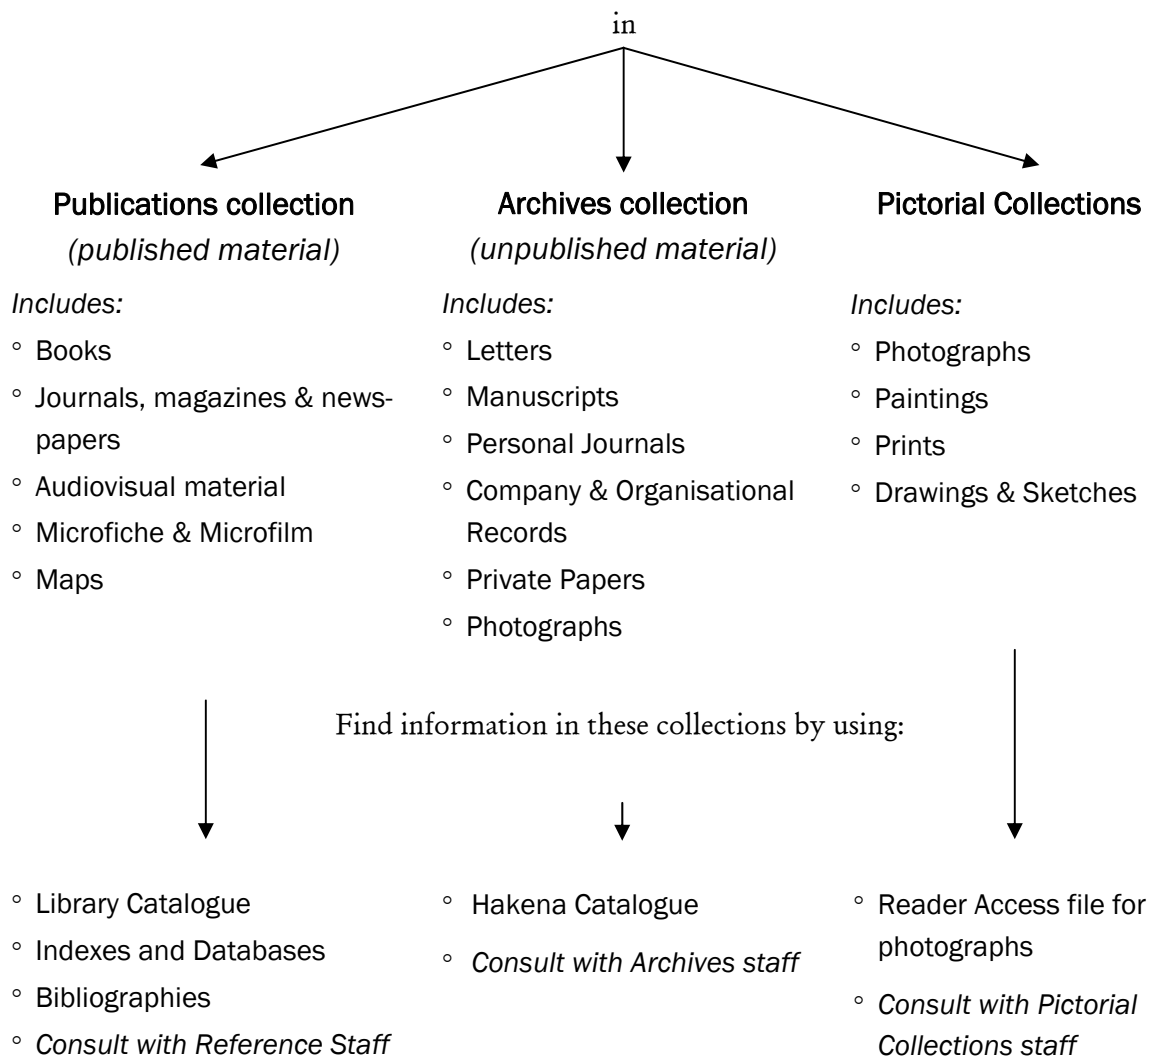 in
Publications collection
(published material)
Includes:
° Books
° Journals, magazines & news-
papers
° Audiovisual material
° Microfiche & Microfilm
° Maps
Archives collection
(unpublished material)
Includes:
° Letters
° Manuscripts
° Personal Journals
° Company & Organisational
Records
° Private Papers
° Photographs
Pictorial Collections
Includes:
° Photographs
° Paintings
° Prints
° Drawings & Sketches
Find information in these collections by using:
° Library Catalogue
° Indexes and Databases
° Bibliographies
° Consult with Reference Staff
° Hakena Catalogue
° Consult with Archives staff
° Reader Access file for
photographs
° Consult with Pictorial
Collections staff